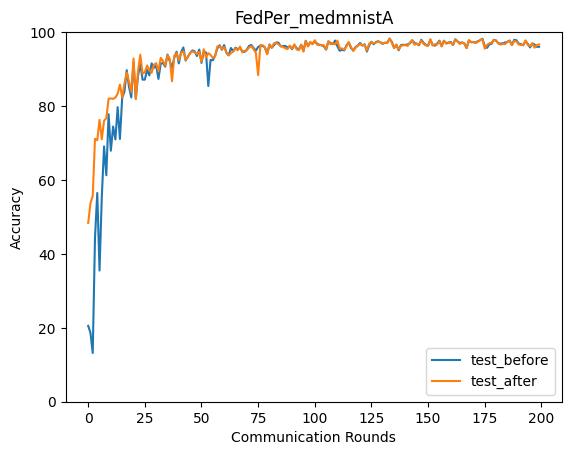 FedPer_medmnistA
Accuracy
100
80
60
40
20
0
0 25 50 75 100 125 150 175 200
Communication Rounds
test_before
test_after